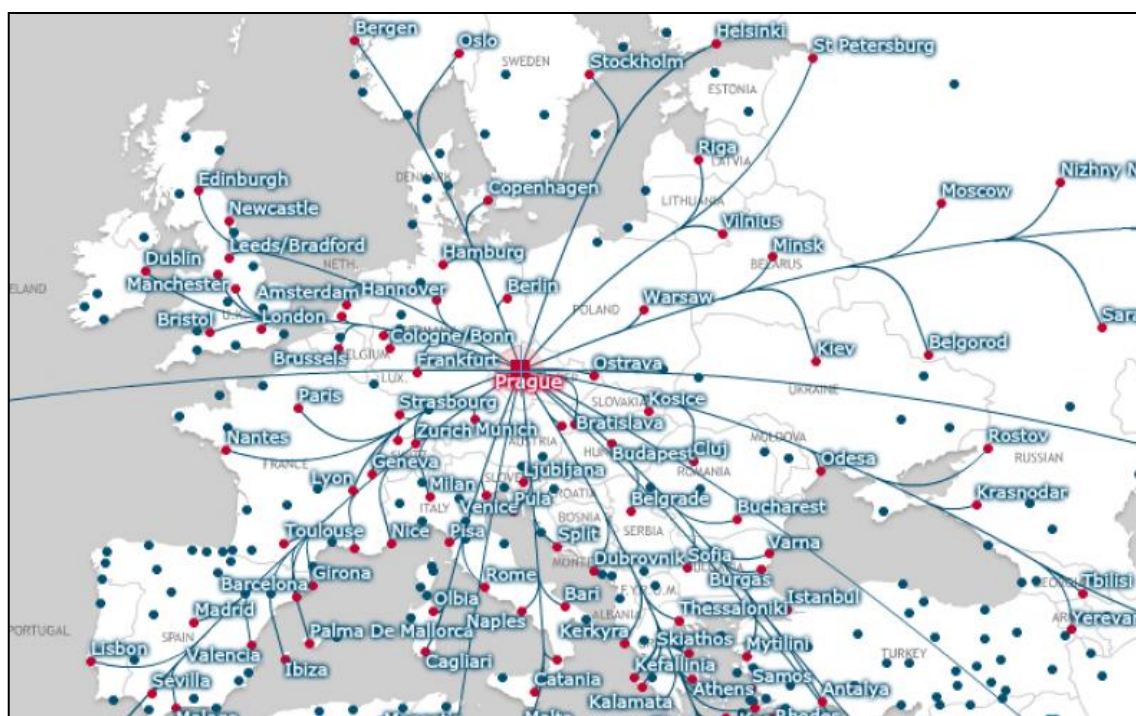 Bergen
Oslo
Helsinki
St Petersburg
SWEDEN
Stockholm
ESTONIA
Riga
LATVIA
Edinburgh
Copenhagen
LITHUANIA
Moscow
Nizhny N
Newcastle
Vilnius
Leeds/Bradford
Minsk
Dublin
NETH.
Hamburg
BELARUS
Manchester
Amsterdam
Hannover
Berlin
Warsaw
POLAND
ELAND
Bristol
U.K.
London
Cologne/Bonn
Sara
Brussels
BELGIUM
Frankfurt
Ostrava
Kiev
Belgorod
LUX.
Prague
UKRAINE
Paris
Strasbourg
SLOVAKIA
Kosice
Nantes
Zurich
Munich
AUSTRIA
Bratislava
MOLDOVA
Rostov
FRANCE
Budapest
Cluj
ROMANIA
RUSSIAN
Lyon
Geneva
Ljubljana
Odesa
Milan
ITALY
Venice
Pula
CROATIA
Belgrade
Bucharest
Krasnodar
BOSNIA
SERBIA
Toulouse
Nice
Pisa
Split
Dubrovnik
Sofia
Varna
Barcelona
Girona
Rome
F.Y.R.O.M.
Burgas
Tbilisi
Madrid
Olbia
Bari
ALBANIA
Thessaloniki
Istanbul
Yerevan
PORTUGAL
SPAIN
Palma De Mallorca
Naples
Kerkyra
Skiathos
Mytilini
TURKEY
Lisbon
Valencia
Ibiza
Cagliari
Kefallinia
Samos
Sévilla
Catania
Kalamata
Athens
Antalya